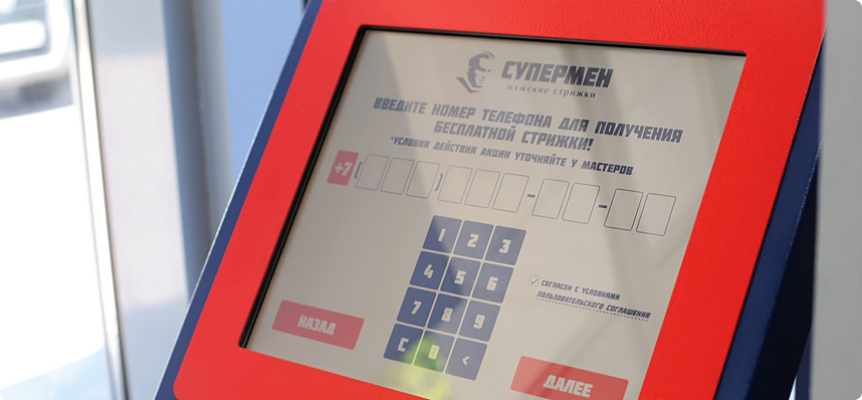 СУПЕРМЕН
мужские стрижки
ВВЕДИТЕ НОМЕР ТЕЛЕФОНА ДЛЯ ПОЛУЧЕНИЯ
БЕСПЛАТНОЙ СТРИЖКИ!
*УСЛОВИЯ ДЕЙСТВИЯ АКЦИИ УТОЧНЯЙТЕ У МАСТЕРОВ
+7 ( ) - -
1 2 3
4 5 6
7 8 9
С 0 <
СОГЛАСЕН С УСЛОВИЯМИ
ПОЛЬЗОВАТЕЛЬСКОГО СОГЛАШЕНИЯ
НАЗАД
ДАЛЕЕ